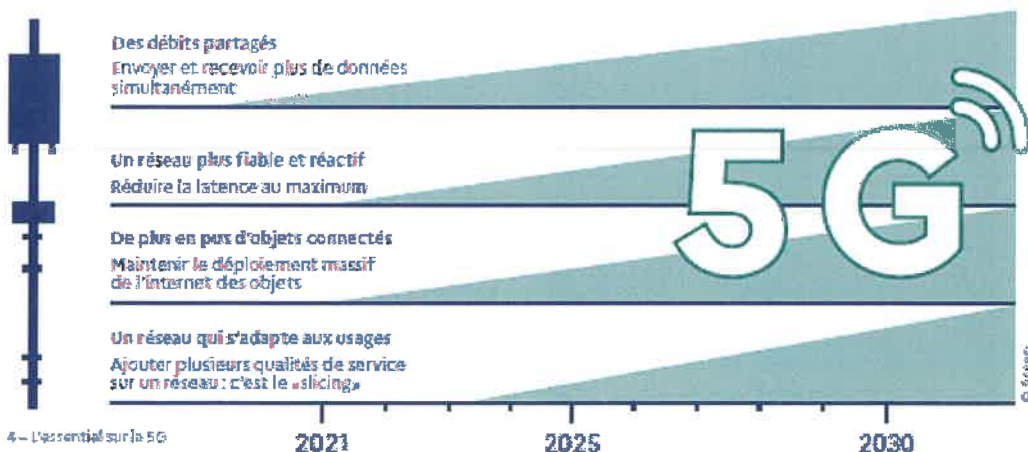 Des débits partagés
Envoyer et recevoir plus de données
simultanément
Un réseau plus fiable et réactif
Réduire la latence au maximum
De plus en pus d'objets connectés
Maintenir le déploiement massif
de l'internet des objets
Un réseau qui s'adapte aux usages
Ajouter plusieurs qualités de service
sur un réseau : c'est le «slicing»
5G
2021
2025
2030
4 – L'essentiel sur la 5G